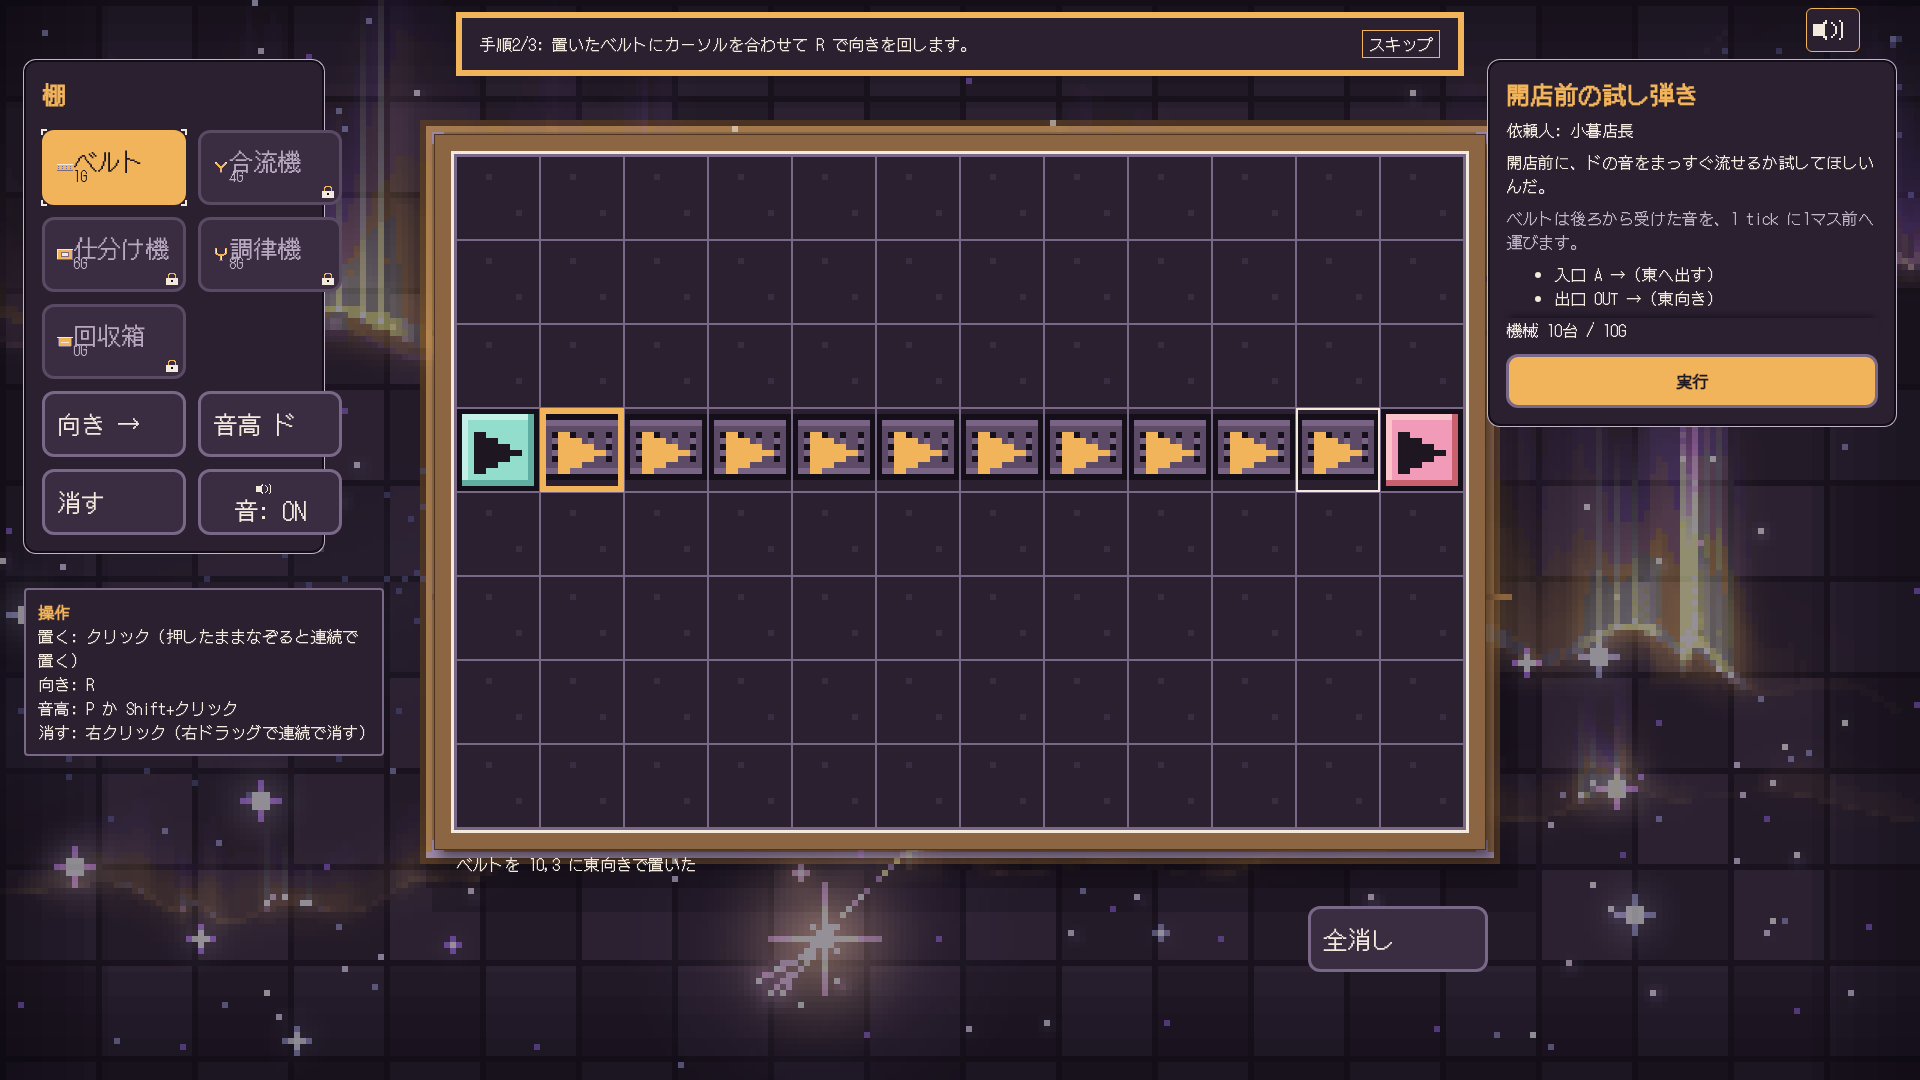 手順2/3: 置いたベルトにカーソルを合わせて R で向きを回します。
スキップ
棚
ベルト
1G
合流機
4G
仕分け機
6G
調律機
8G
回収箱
0G
向き →
音高 ド
消す
音: ON
操作
置く: クリック（押したままなぞると連続で
置く）
向き: R
音高: P か Shift+クリック
消す: 右クリック（右ドラッグで連続で消す）
開店前の試し弾き
依頼人: 小暮店長
開店前に、ドの音をまっすぐ流せるか試してほしい
んだ。
ベルトは後ろから受けた音を、1 tick に1マス前へ
運びます。
• 入口 A →（東へ出す）
• 出口 OUT →（東向き）
機械 10台 / 10G
実行
ベルトを 10,3 に東向きで置いた
全消し